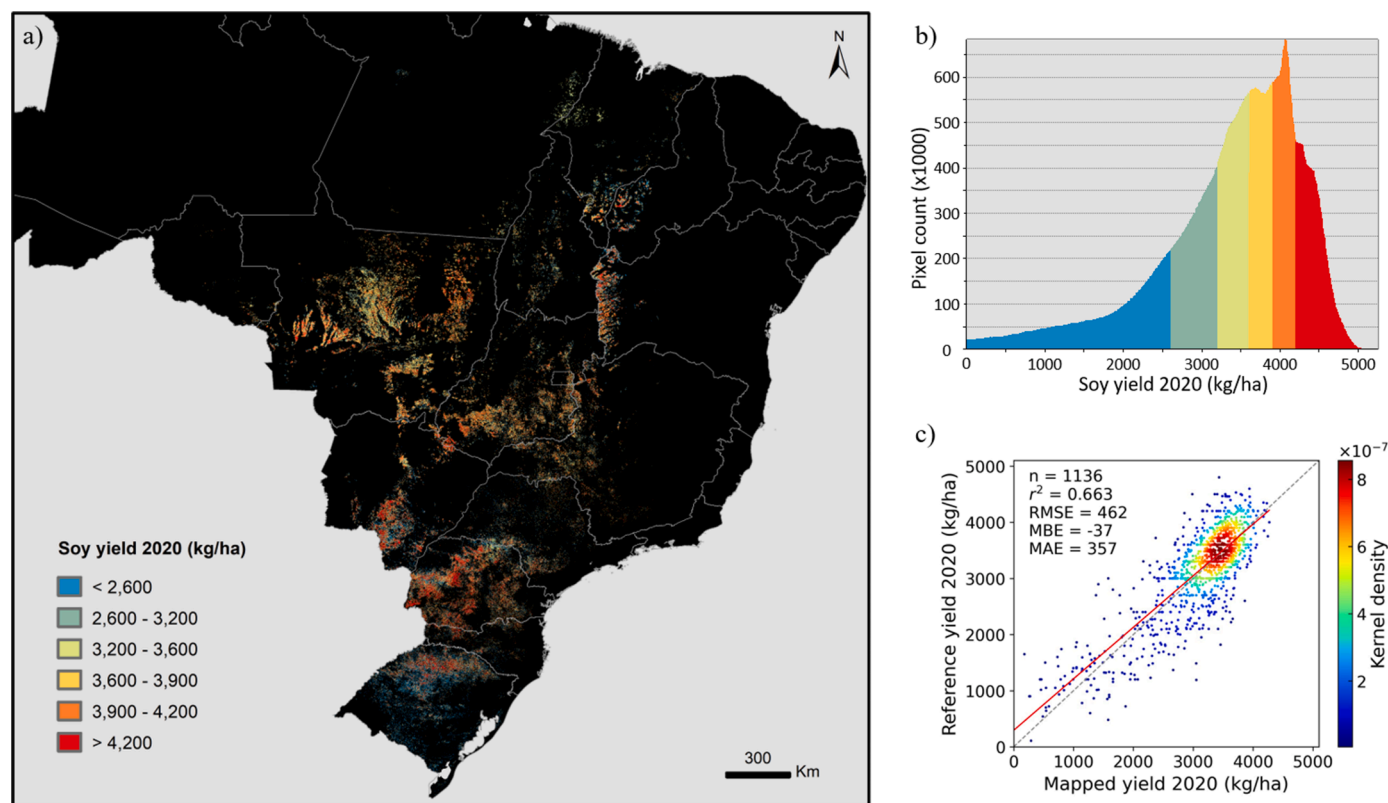 a)
N
Soy yield 2020 (kg/ha)
< 2,600
2,600 - 3,200
3,200 - 3,600
3,600 - 3,900
3,900 - 4,200
> 4,200
300
Km
b)
Pixel count (x1000)
600
500
400
300
200
100
0
0 1000 2000 3000 4000 5000
Soy yield 2020 (kg/ha)
c)
Reference yield 2020 (kg/ha)
5000
4000
3000
2000
1000
0
n = 1136
r² = 0.663
RMSE = 462
MBE = -37
MAE = 357
0 1000 2000 3000 4000 5000
Mapped yield 2020 (kg/ha)
×10⁻⁷
8
6
4
2
Kernel density